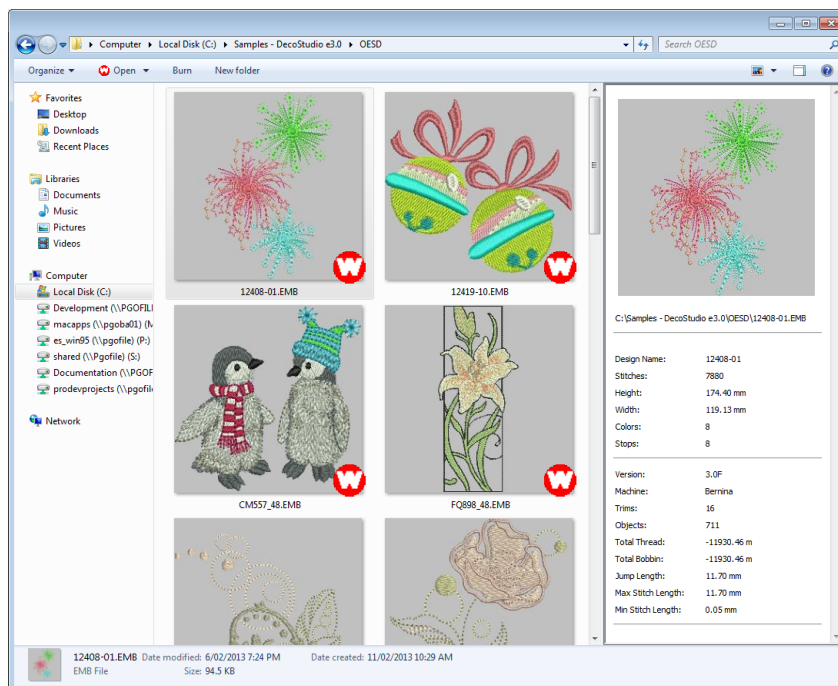 Computer ▸ Local Disk (C:) ▸ Samples - DecoStudio e3.0 ▸ OESD
Search OESD
Organize
W Open
Burn
New folder
Favorites
Desktop
Downloads
Recent Places
Libraries
Documents
Music
Pictures
Videos
Computer
Local Disk (C:)
Development (\\PGOFIL
macapps (\\pgoba01) (M
es_win95 (\\pgofile) (P:)
shared (\\Pgofile) (S:)
Documentation (\\PGOF
prodevprojects (\\pgofile
Network
W
W
12408-01.EMB
12419-10.EMB
W
W
CM557_48.EMB
FQ898_48.EMB
C:\Samples - DecoStudio e3.0\OESD\12408-01.EMB
Design Name: 12408-01
Stitches: 7880
Height: 174.40 mm
Width: 119.13 mm
Colors: 8
Stops: 8
Version: 3.0F
Machine: Bernina
Trims: 16
Objects: 711
Total Thread: -11930.46 m
Total Bobbin: -11930.46 m
Jump Length: 11.70 mm
Max Stitch Length: 11.70 mm
Min Stitch Length: 0.05 mm
12408-01.EMB Date modified: 6/02/2013 7:24 PM Date created: 11/02/2013 10:29 AM
EMB File Size: 94.5 KB